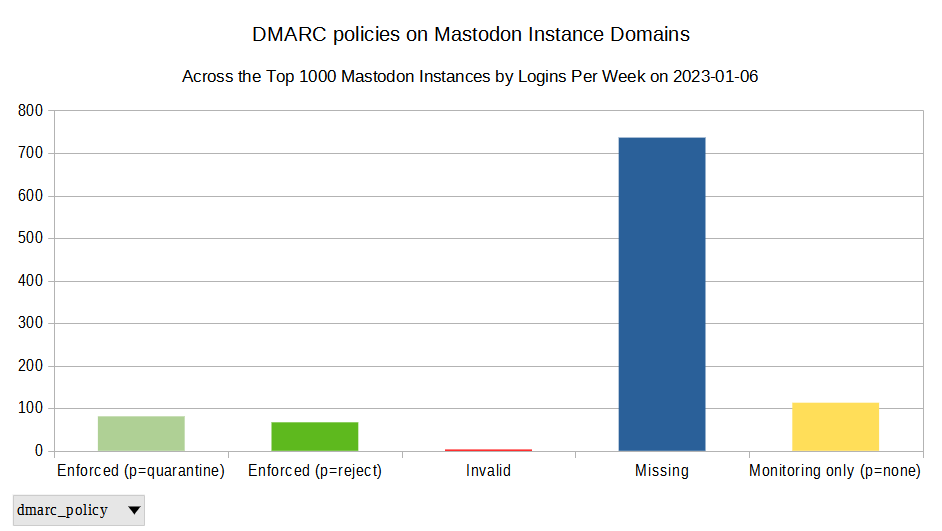 DMARC policies on Mastodon Instance Domains
Across the Top 1000 Mastodon Instances by Logins Per Week on 2023-01-06
800
700
600
500
400
300
200
100
0
Enforced (p=quarantine) Enforced (p=reject) Invalid Missing Monitoring only (p=none)
dmarc_policy